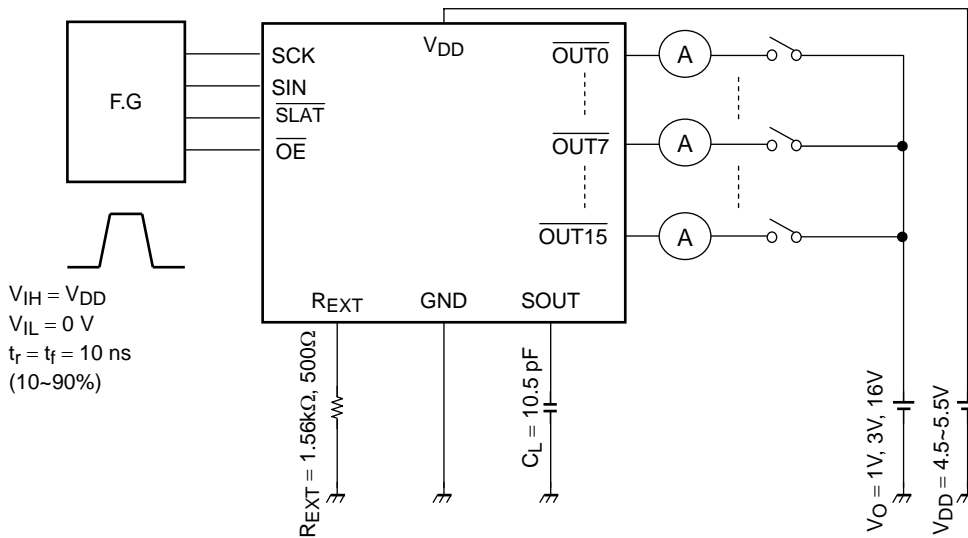 F.G
SCK
SIN
SLAT
OE
VDD
OUT0
OUT7
OUT15
A
A
A
REXT
GND
SOUT
VIH = VDD
VIL = 0 V
tr = tf = 10 ns
(10~90%)
REXT = 1.56kΩ, 500Ω
CL = 10.5 pF
VO = 1V, 3V, 16V
VDD = 4.5~5.5V